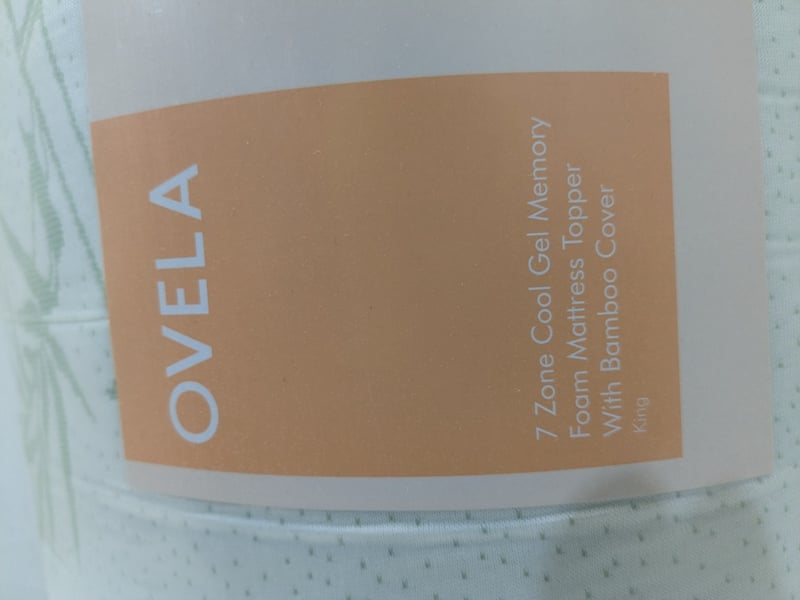 OVELA
7 Zone Cool Gel Memory
Foam Mattress Topper
With Bamboo Cover
King